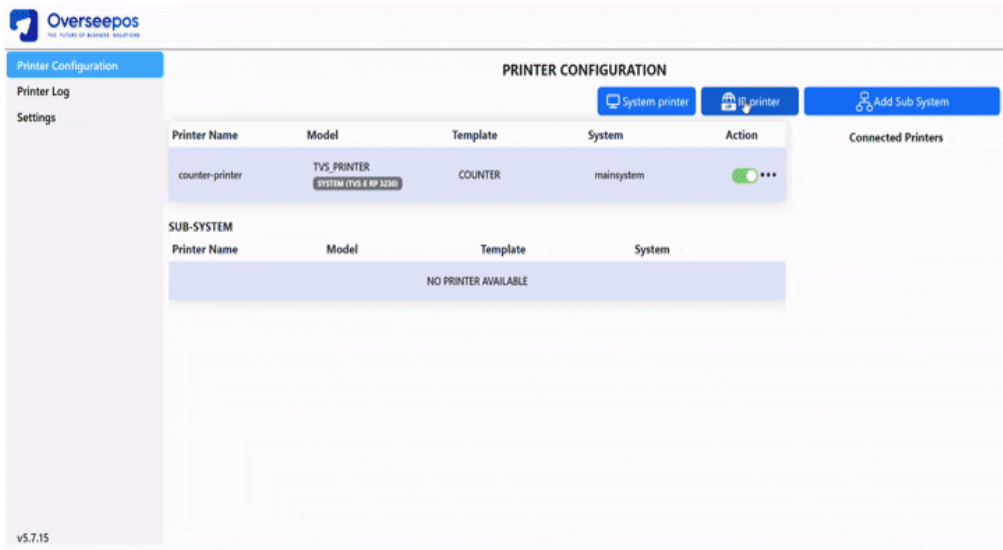 Overseepos
THE FUTURE OF BUSINESS SOLUTIONS
Printer Configuration
Printer Log
Settings
v5.7.15
PRINTER CONFIGURATION
System printer
IP printer
Add Sub System
Printer Name Model Template System Action
counter-printer TVS_PRINTER COUNTER mainsystem
SYSTEM (TVS E RP 3230)
Connected Printers
SUB-SYSTEM
Printer Name Model Template System
NO PRINTER AVAILABLE